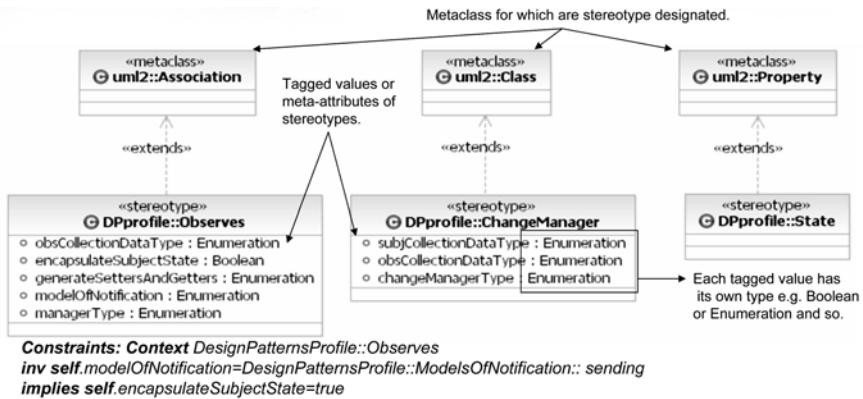 Metaclass for which are stereotype designated.
«metaclass»
C uml2::Association
«metaclass»
C uml2::Class
«metaclass»
C uml2::Property
Tagged values or
meta-attributes of
stereotypes.
«extends»
«extends»
«extends»
«stereotype»
C DPprofile::Observes
obsCollectionDataType : Enumeration
encapsulateSubjectState : Boolean
generateSettersAndGetters : Enumeration
modelOfNotification : Enumeration
managerType : Enumeration
«stereotype»
C DPprofile::ChangeManager
subjCollectionDataType : Enumeration
obsCollectionDataType : Enumeration
changeManagerType : Enumeration
«stereotype»
C DPprofile::State
Each tagged value has
its own type e.g. Boolean
or Enumeration and so.
Constraints: Context DesignPatternsProfile::Observes
inv self.modelOfNotification=DesignPatternsProfile::ModelsOfNotification:: sending
implies self.encapsulateSubjectState=true